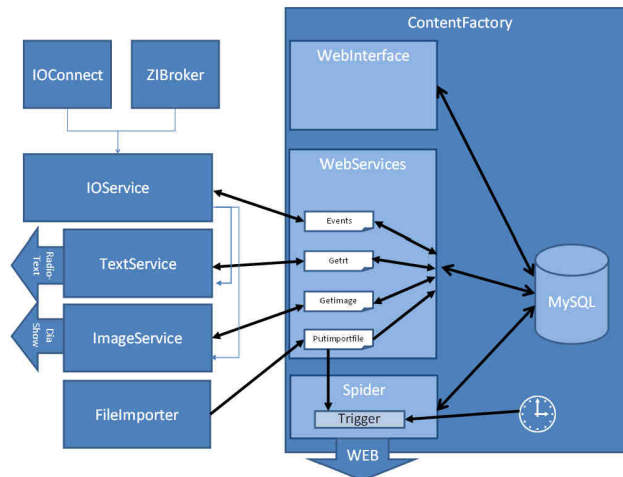 ContentFactory
WebInterface
IOConnect
ZIBroker
WebServices
IOService
Events
Radio-
Text
TextService
Getrt
MySQL
Getimage
Dia
Show
ImageService
Putimportfile
Spider
FileImporter
Trigger
WEB